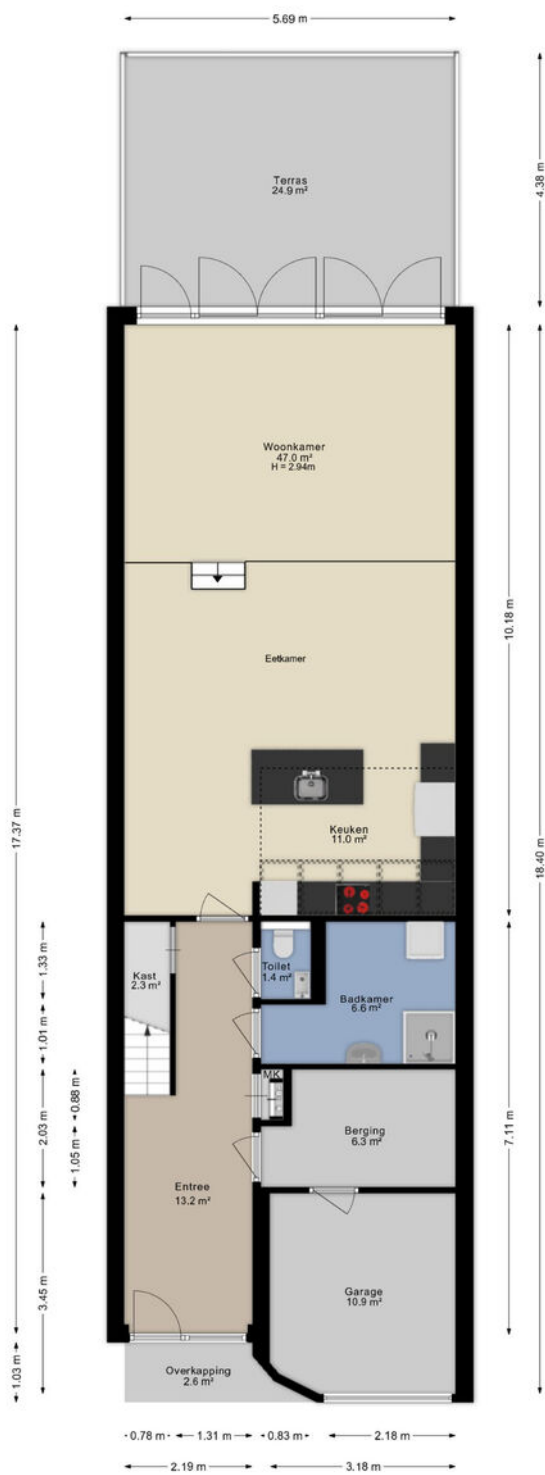 5.69 m
4.38 m
Terras
24.9 m²
Woonkamer
47.0 m²
H = 2.94m
10.18 m
Eetkamer
17.37 m
18.40 m
Keuken
11.0 m²
1.33 m
Kast
2.3 m²
Toilet
1.4 m²
Badkamer
6.6 m²
1.01 m
7.11 m
2.03 m
0.88 m
MK
Berging
6.3 m²
1.05 m
Entree
13.2 m²
3.45 m
Garage
10.9 m²
1.03 m
Overkapping
2.6 m²
0.78 m
1.31 m
0.83 m
2.18 m
2.19 m
3.18 m